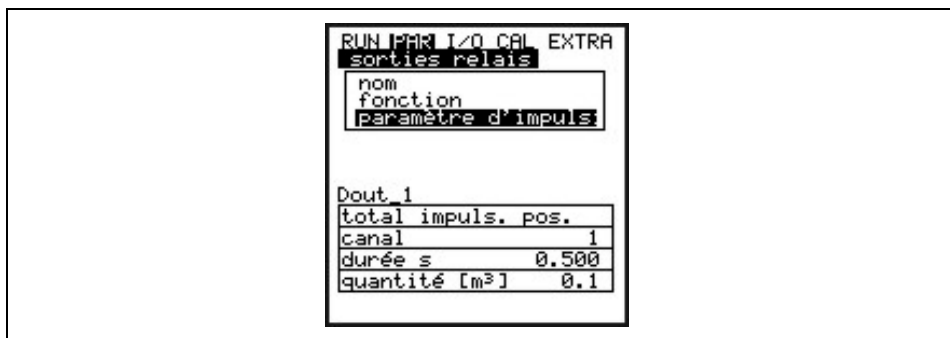 RUN PAR I/O CAL EXTRA
sorties relais
nom
fonction
paramètre d'impuls
Dout_1
total impuls. pos.
canal 1
durée s 0.500
quantité [m³] 0.1